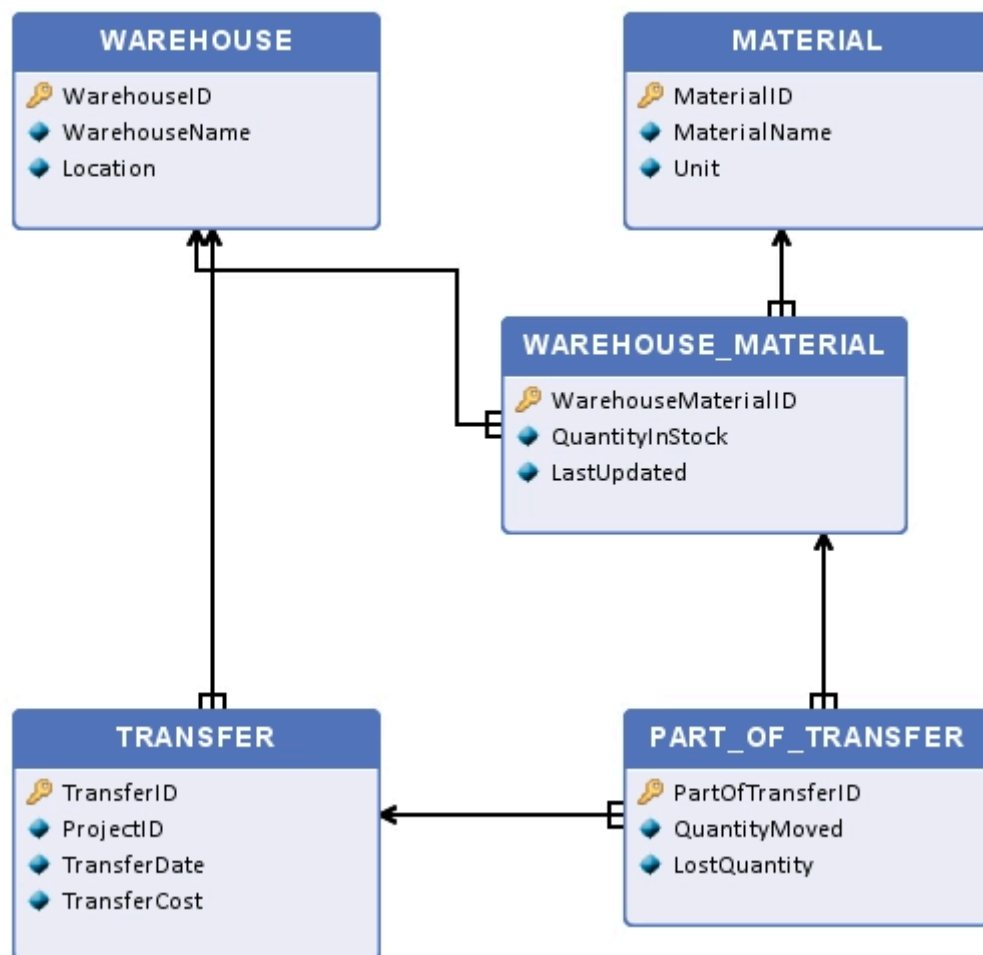 WAREHOUSE
WarehouseID
WarehouseName
Location
MATERIAL
MaterialID
MaterialName
Unit
WAREHOUSE_MATERIAL
WarehouseMaterialID
QuantityInStock
LastUpdated
TRANSFER
TransferID
ProjectID
TransferDate
TransferCost
PART_OF_TRANSFER
PartOfTransferID
QuantityMoved
LostQuantity